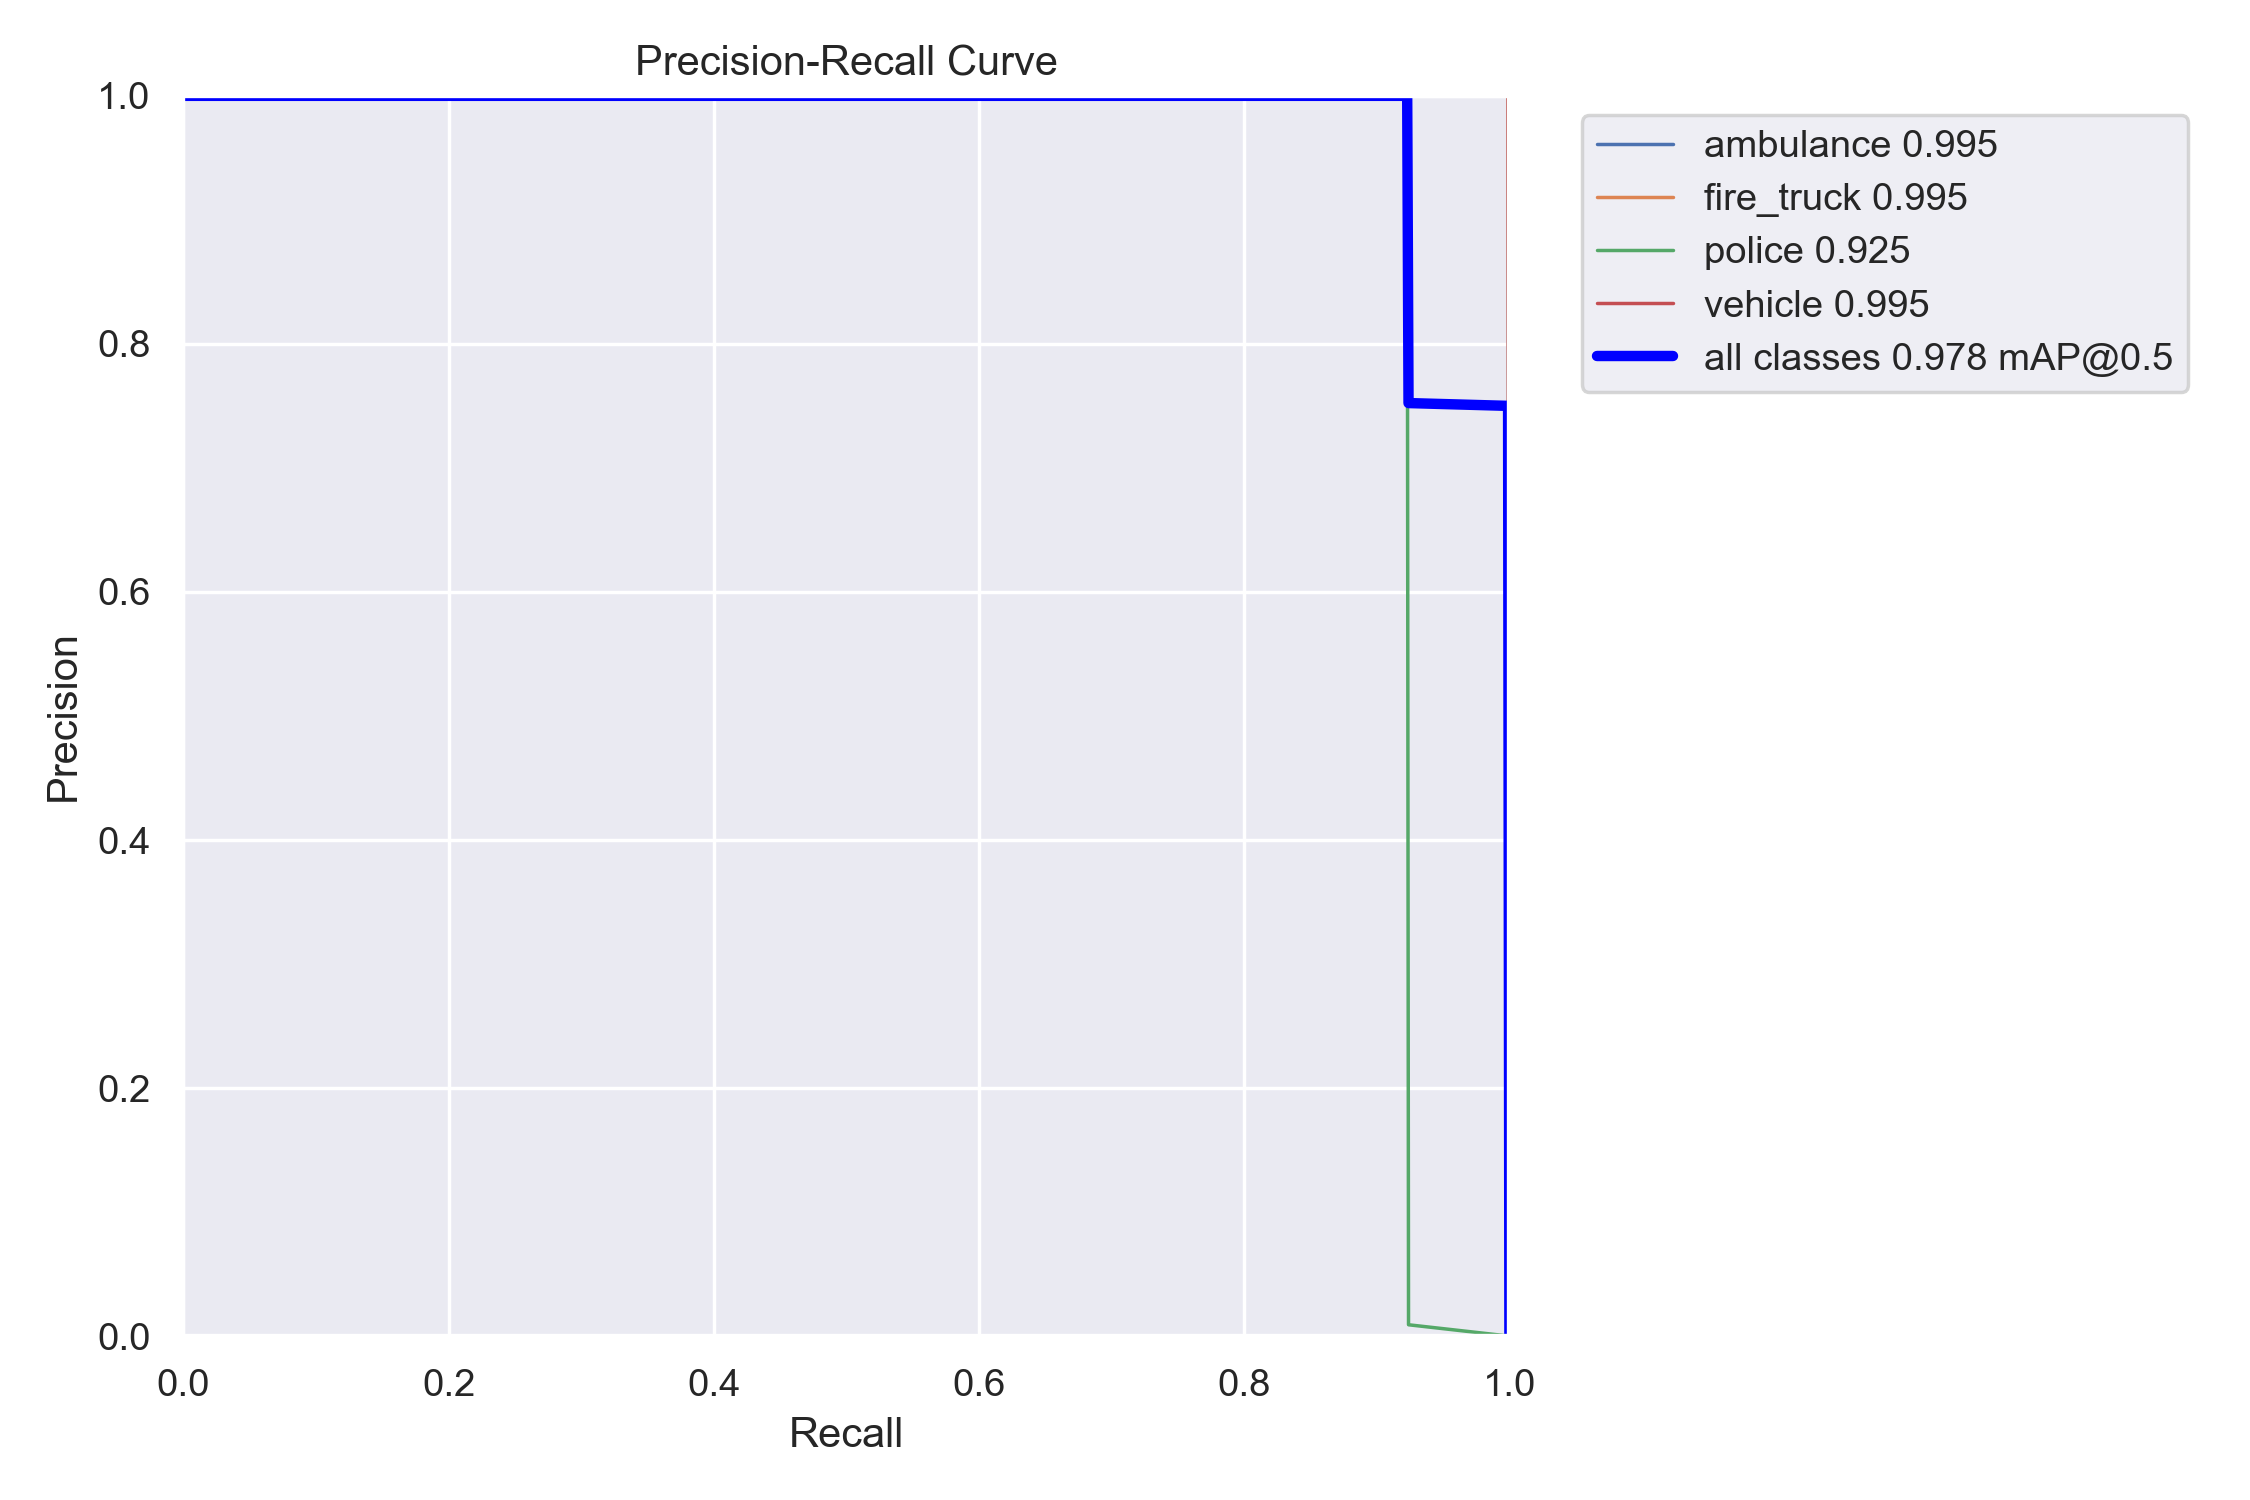 Precision-Recall Curve
1.0
0.8
0.6
0.4
0.2
0.0
Precision
0.0 0.2 0.4 0.6 0.8 1.0
Recall
ambulance 0.995
fire_truck 0.995
police 0.925
vehicle 0.995
all classes 0.978 mAP@0.5